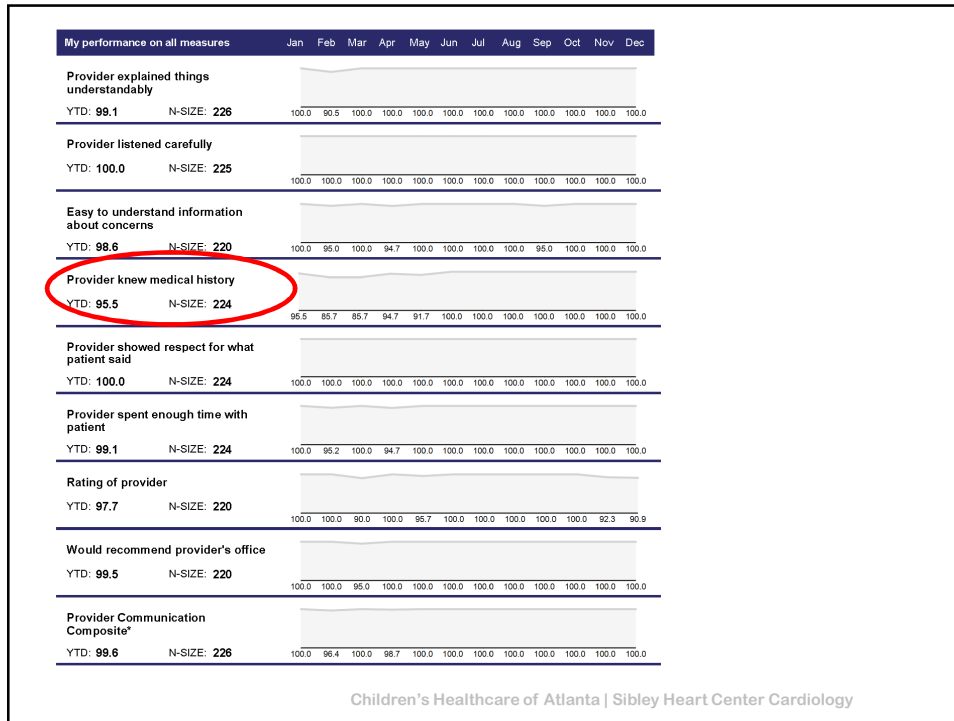 My performance on all measures Jan Feb Mar Apr May Jun Jul Aug Sep Oct Nov Dec
Provider explained things
understandably
YTD: 99.1 N-SIZE: 226 100.0 90.5 100.0 100.0 100.0 100.0 100.0 100.0 100.0 100.0 100.0 100.0
Provider listened carefully
YTD: 100.0 N-SIZE: 225
100.0 100.0 100.0 100.0 100.0 100.0 100.0 100.0 100.0 100.0 100.0 100.0
Easy to understand information
about concerns
YTD: 98.6 N-SIZE: 220 100.0 95.0 100.0 94.7 100.0 100.0 100.0 100.0 95.0 100.0 100.0 100.0
Provider knew medical history
YTD: 95.5 N-SIZE: 224
95.5 85.7 85.7 94.7 91.7 100.0 100.0 100.0 100.0 100.0 100.0 100.0
Provider showed respect for what
patient said
YTD: 100.0 N-SIZE: 224 100.0 100.0 100.0 100.0 100.0 100.0 100.0 100.0 100.0 100.0 100.0 100.0
Provider spent enough time with
patient
YTD: 99.1 N-SIZE: 224 100.0 95.2 100.0 94.7 100.0 100.0 100.0 100.0 100.0 100.0 100.0 100.0
Rating of provider
YTD: 97.7 N-SIZE: 220
100.0 100.0 90.0 100.0 95.7 100.0 100.0 100.0 100.0 100.0 92.3 90.9
Would recommend provider's office
YTD: 99.5 N-SIZE: 220
100.0 100.0 95.0 100.0 100.0 100.0 100.0 100.0 100.0 100.0 100.0 100.0
Provider Communication
Composite*
YTD: 99.6 N-SIZE: 226 100.0 96.4 100.0 98.7 100.0 100.0 100.0 100.0 100.0 100.0 100.0 100.0
Children's Healthcare of Atlanta | Sibley Heart Center Cardiology